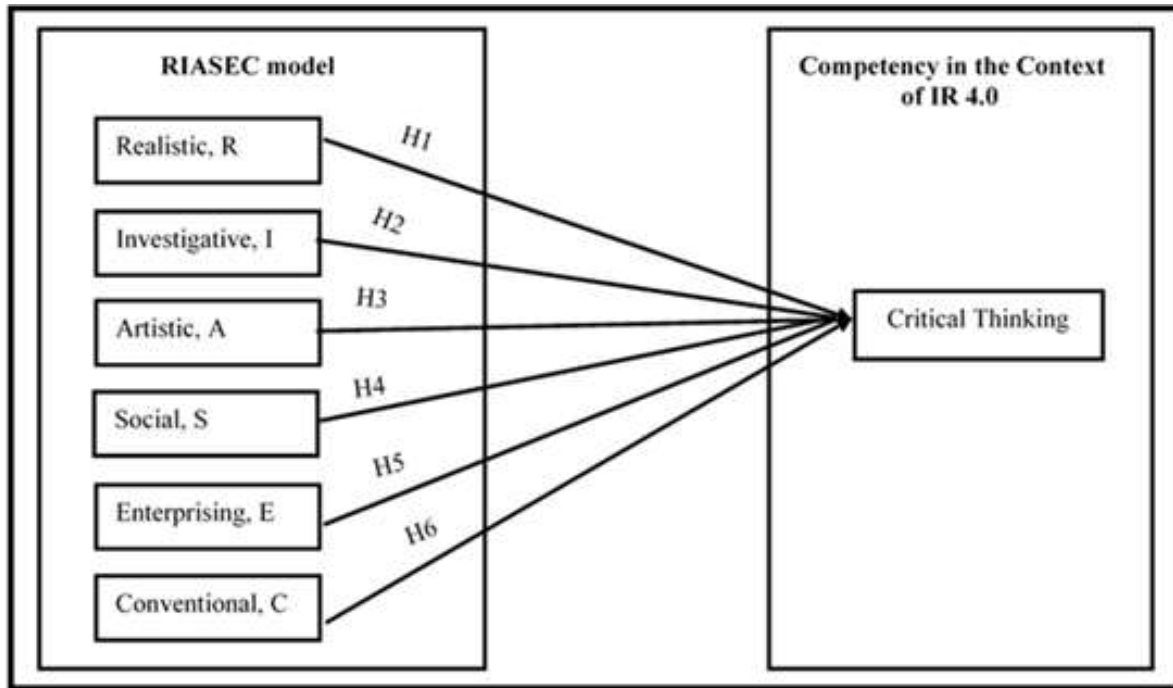 RIASEC model
Realistic, R
Investigative, I
Artistic, A
Social, S
Enterprising, E
Conventional, C
H1
H2
H3
H4
H5
H6
Competency in the Context
of IR 4.0
Critical Thinking